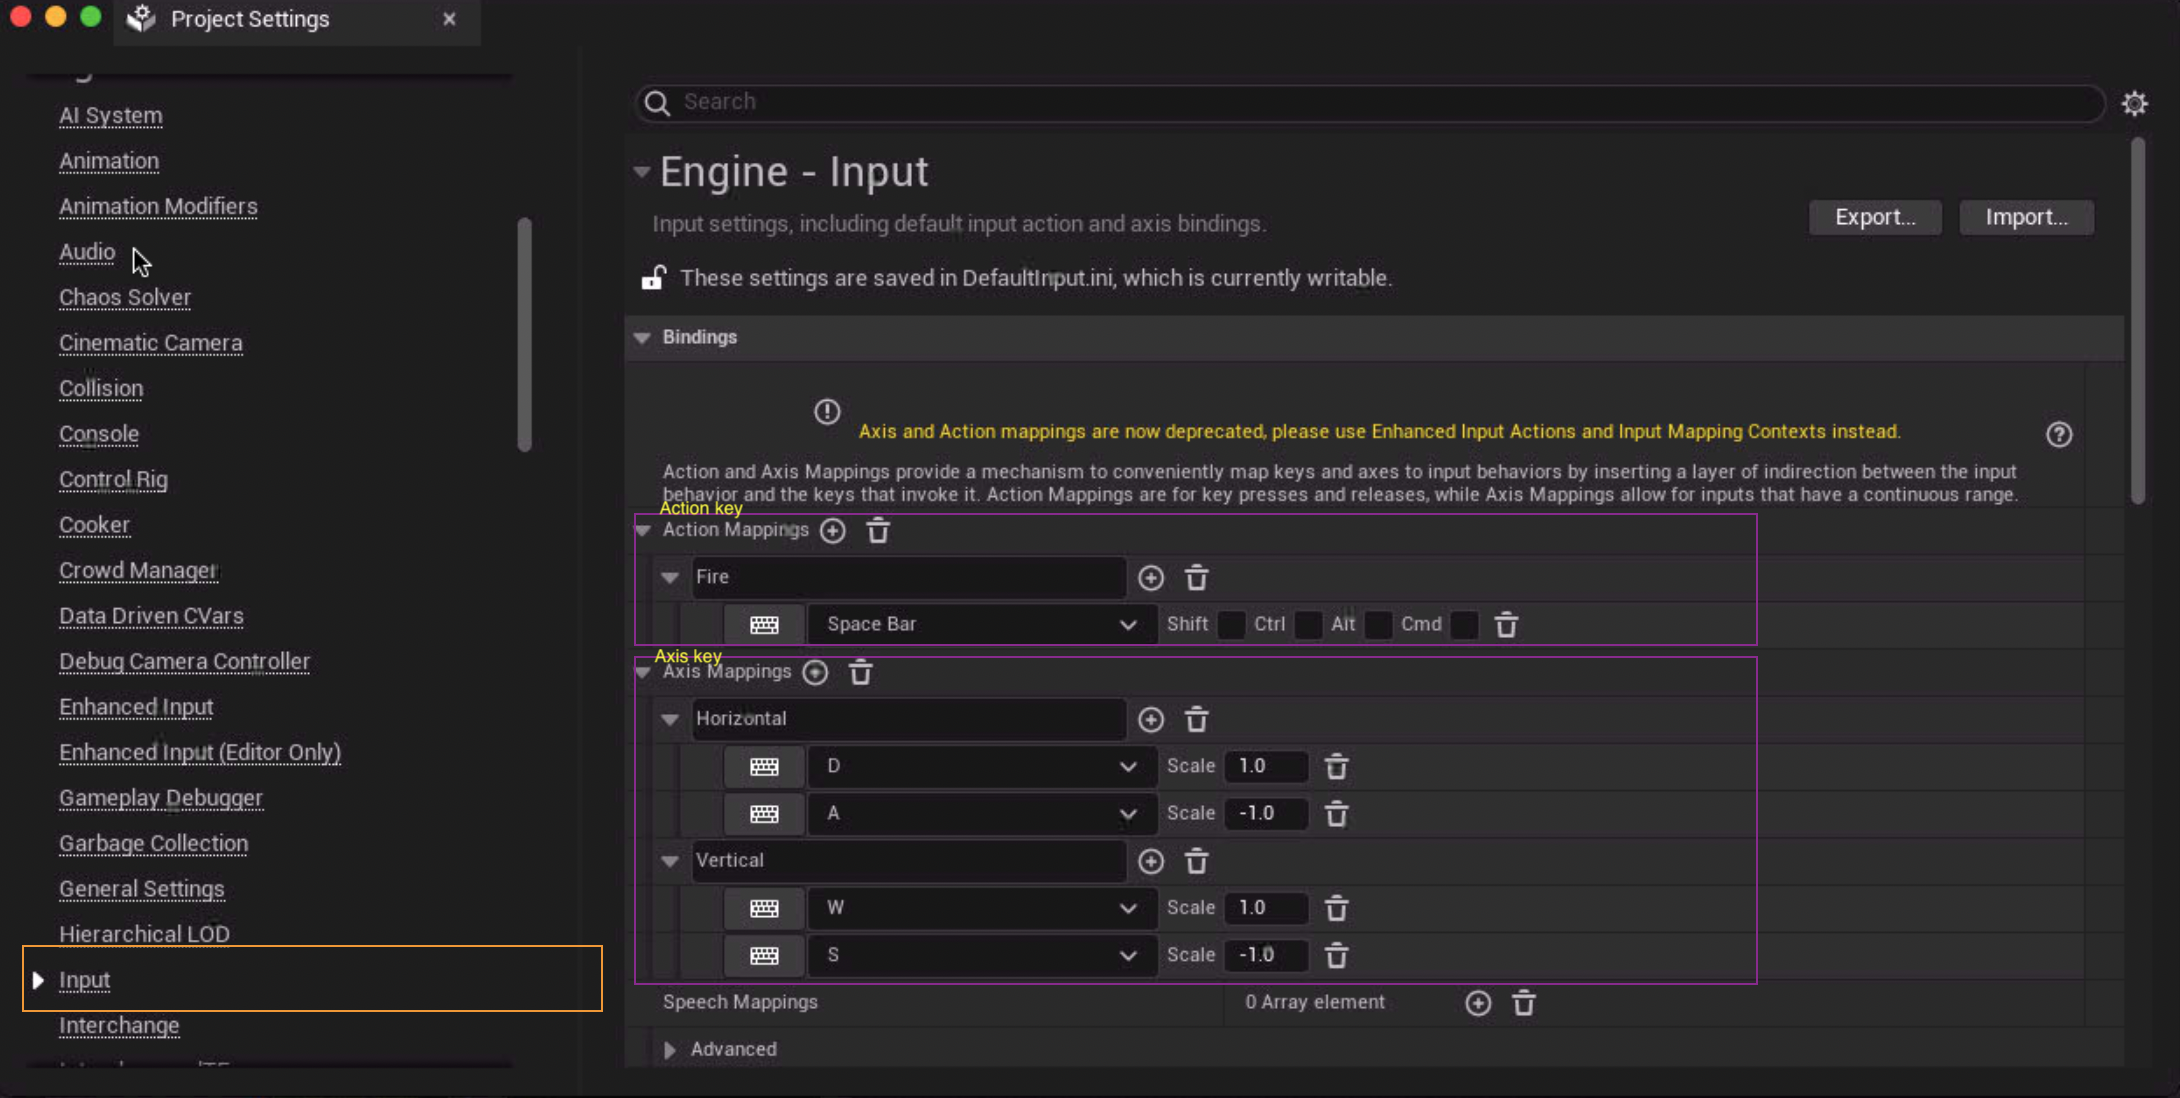 Project Settings
AI System
Animation
Animation Modifiers
Audio
Chaos Solver
Cinematic Camera
Collision
Console
Control Rig
Cooker
Crowd Manager
Data Driven CVars
Debug Camera Controller
Enhanced Input
Enhanced Input (Editor Only)
Gameplay Debugger
Garbage Collection
General Settings
Hierarchical LOD
Input
Interchange
Search
Engine - Input
Input settings, including default input action and axis bindings.
Export...
Import...
These settings are saved in DefaultInput.ini, which is currently writable.
Bindings
Axis and Action mappings are now deprecated, please use Enhanced Input Actions and Input Mapping Contexts instead.
Action and Axis Mappings provide a mechanism to conveniently map keys and axes to input behaviors by inserting a layer of indirection between the input
behavior and the keys that invoke it. Action Mappings are for key presses and releases, while Axis Mappings allow for inputs that have a continuous range.
Action key
Action Mappings
Fire
Space Bar Shift Ctrl Alt Cmd
Axis key
Axis Mappings
Horizontal
D Scale 1.0
A Scale -1.0
Vertical
W Scale 1.0
S Scale -1.0
Speech Mappings 0 Array element
Advanced